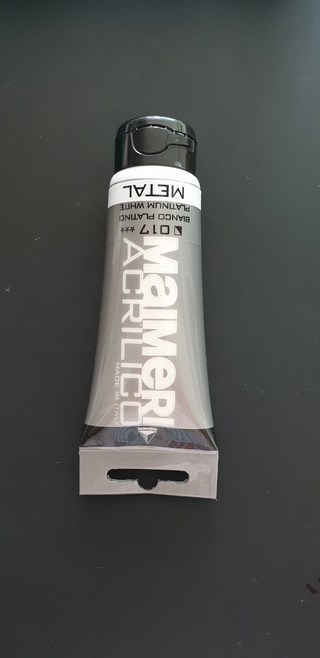 METAL
PLATINUM WHITE
BIANCO PLATINO
017 ***
MaIMeRI
ACRILICO
MADE IN ITALY